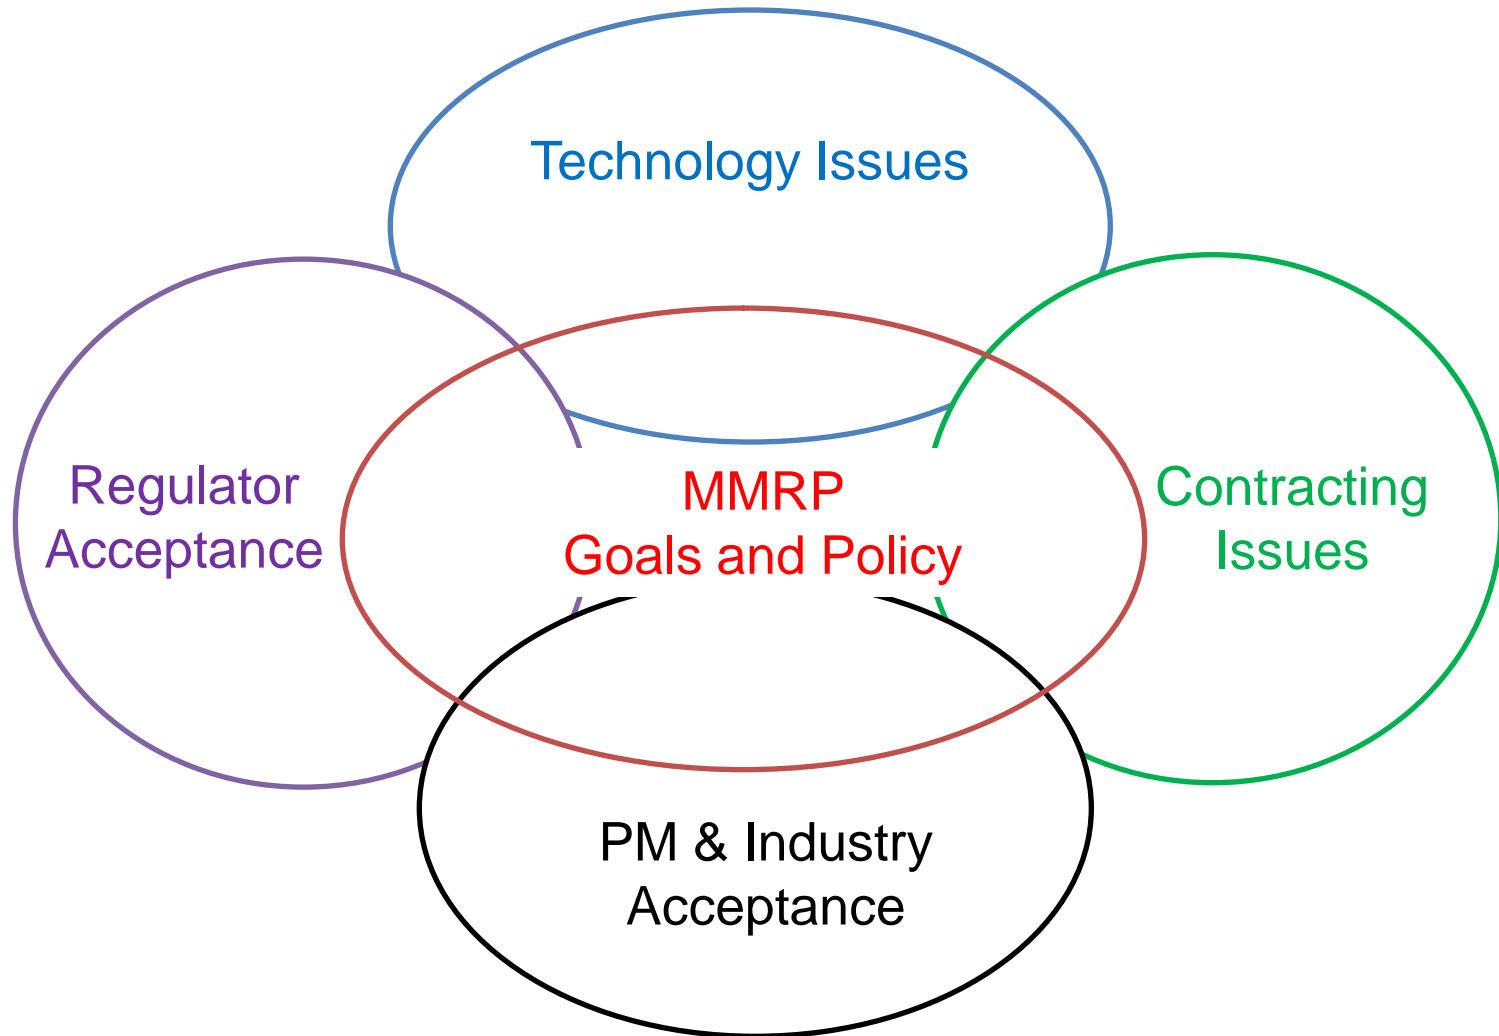 Technology Issues
Regulator
Acceptance
MMRP
Goals and Policy
Contracting
Issues
PM & Industry
Acceptance